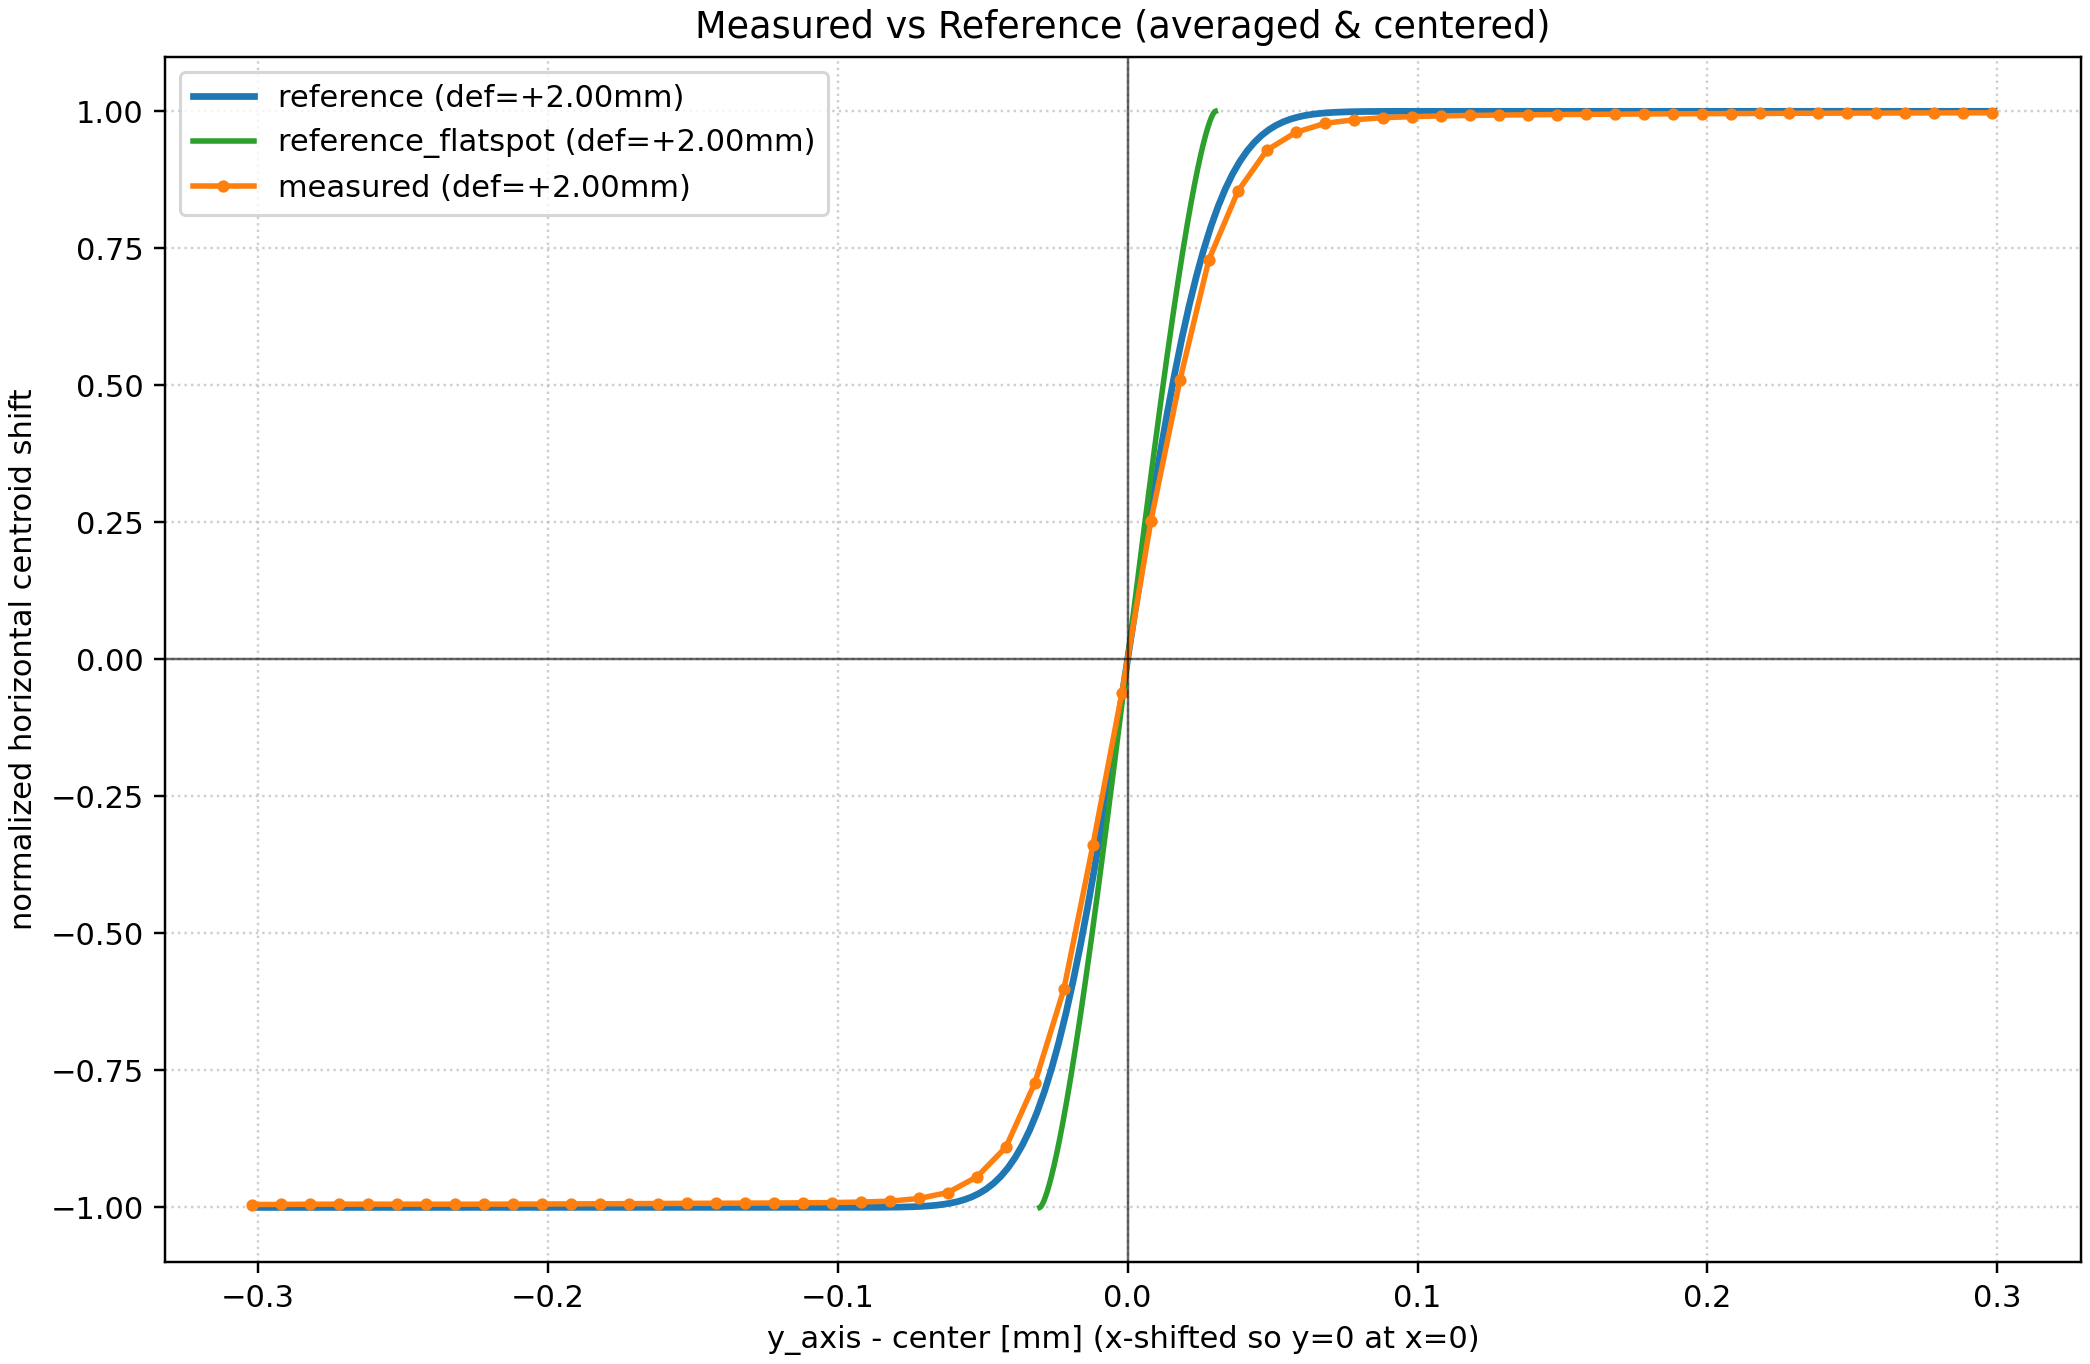 Measured vs Reference (averaged & centered)
reference (def=+2.00mm)
reference_flatspot (def=+2.00mm)
measured (def=+2.00mm)
1.00
0.75
0.50
0.25
0.00
−0.25
−0.50
−0.75
−1.00
normalized horizontal centroid shift
−0.3
−0.2
−0.1
0.0
0.1
0.2
0.3
y_axis - center [mm] (x-shifted so y=0 at x=0)